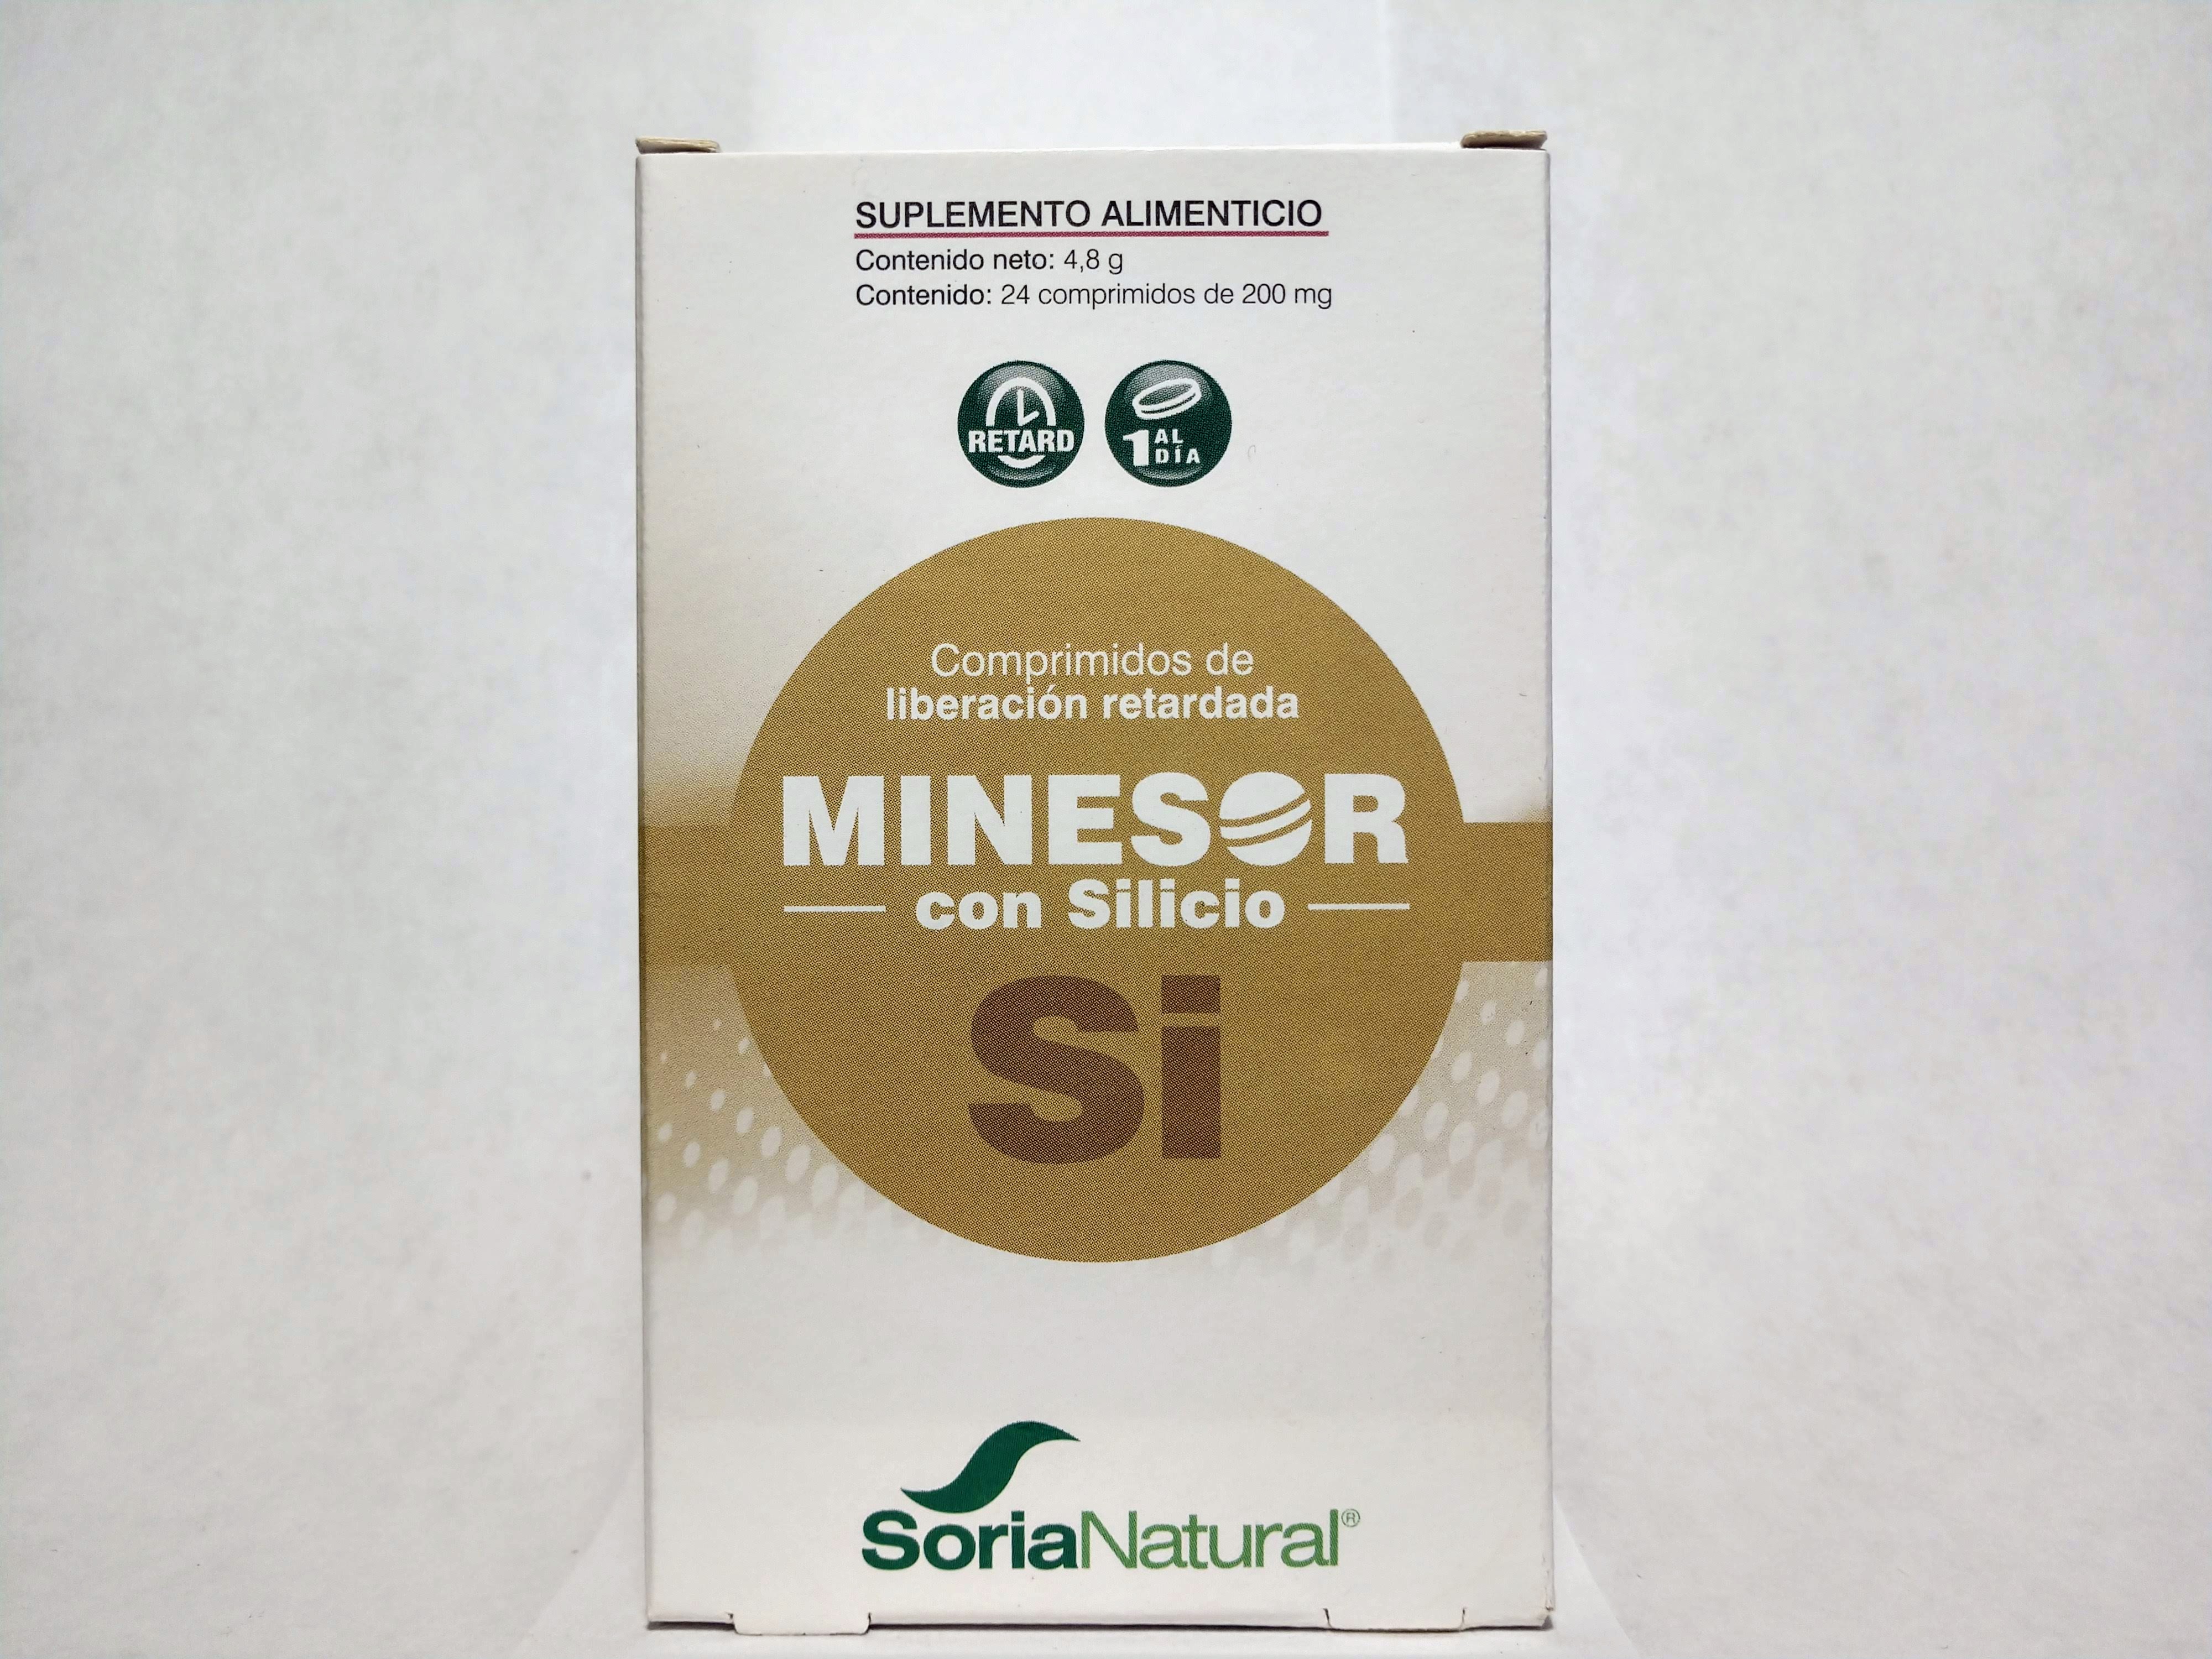 SUPLEMENTO ALIMENTICIO
Contenido neto: 4,8 g
Contenido: 24 comprimidos de 200 mg
RETARD
1 AL DÍA
Comprimidos de
liberación retardada
MINESOR
con Silicio
Si
SoriaNatural®